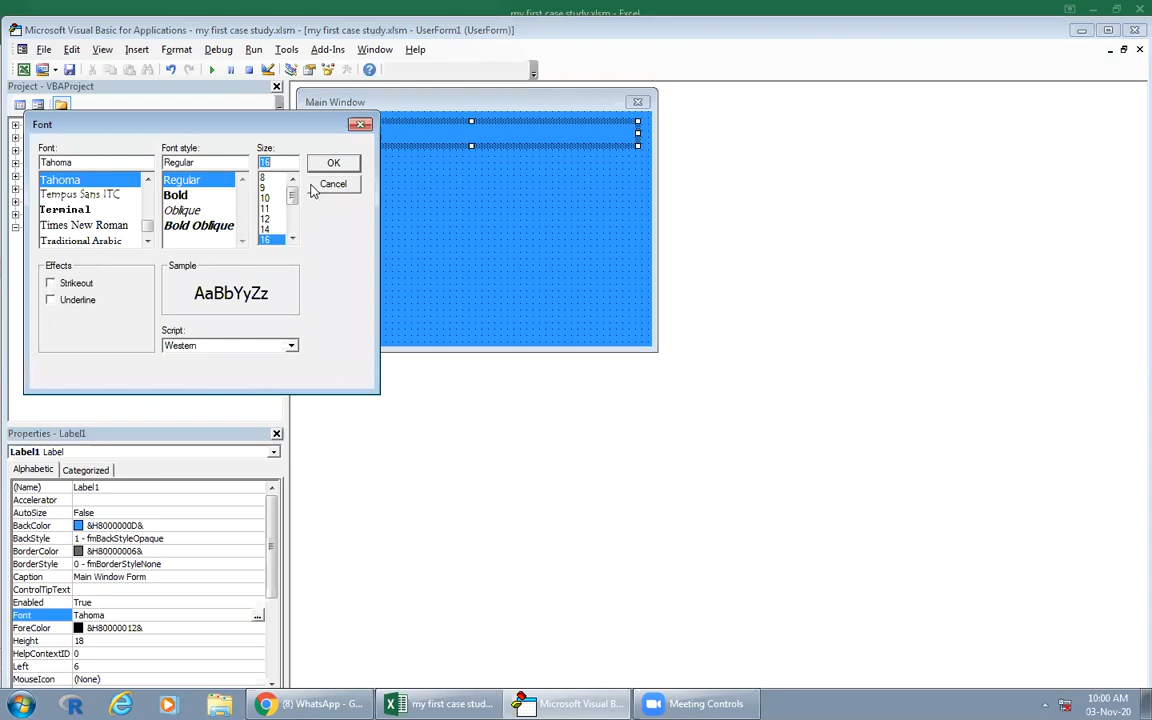 my first case study.xlsm - Excel
Microsoft Visual Basic for Applications - my first case study.xlsm - [my first case study.xlsm - UserForm1 (UserForm)]
File Edit View Insert Format Debug Run Tools Add-Ins Window Help
Project - VBAProject
Main Window
Font
Font: Font style: Size:
Tahoma Regular 16 OK
Tahoma Regular 8
Tempus Sans ITC Bold 9 Cancel
Terminal Oblique 10
Times New Roman Bold Oblique 11
Traditional Arabic 12
14
16
Effects Sample
Strikeout
Underline AaBbYyZz
Script:
Western
Properties - Label1
Label1 Label
Alphabetic Categorized
(Name) Label1
Accelerator
AutoSize False
BackColor &H8000000D&
BackStyle 1 - fmBackStyleOpaque
BorderColor &H80000006&
BorderStyle 0 - fmBorderStyleNone
Caption Main Window Form
ControlTipText
Enabled True
Font Tahoma ...
ForeColor &H80000012&
Height 18
HelpContextID 0
Left 6
MouseIcon (None)
(8) WhatsApp - G... my first case stud... Microsoft Visual B... Meeting Controls
10:00 AM
03-Nov-20